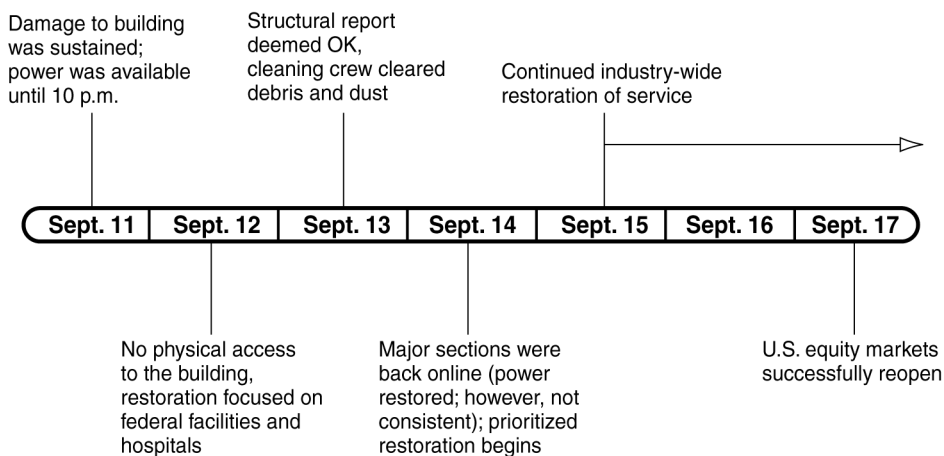 Damage to building
was sustained;
power was available
until 10 p.m.
Structural report
deemed OK,
cleaning crew cleared
debris and dust
Continued industry-wide
restoration of service
Sept. 11 Sept. 12 Sept. 13 Sept. 14 Sept. 15 Sept. 16 Sept. 17
No physical access
to the building,
restoration focused on
federal facilities and
hospitals
Major sections were
back online (power
restored; however, not
consistent); prioritized
restoration begins
U.S. equity markets
successfully reopen